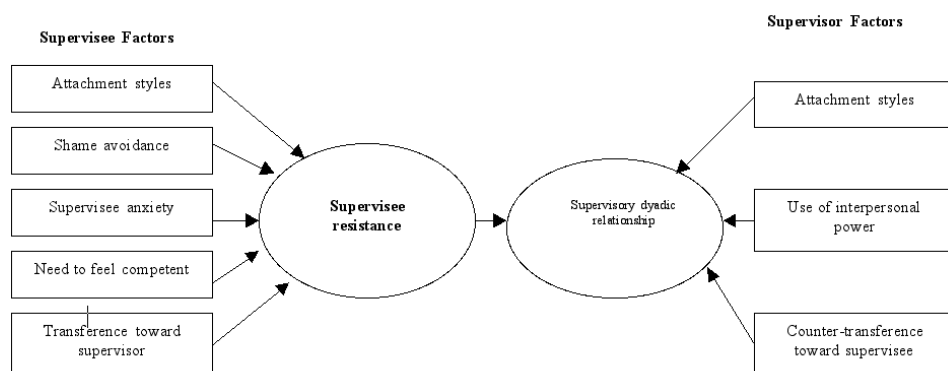 Supervisor Factors
Supervisee Factors
Attachment styles
Shame avoidance
Supervisee anxiety
Need to feel competent
Transference toward
supervisor
Supervisee
resistance
Supervisory dyadic
relationship
Attachment styles
Use of interpersonal
power
Counter-transference
toward supervisee